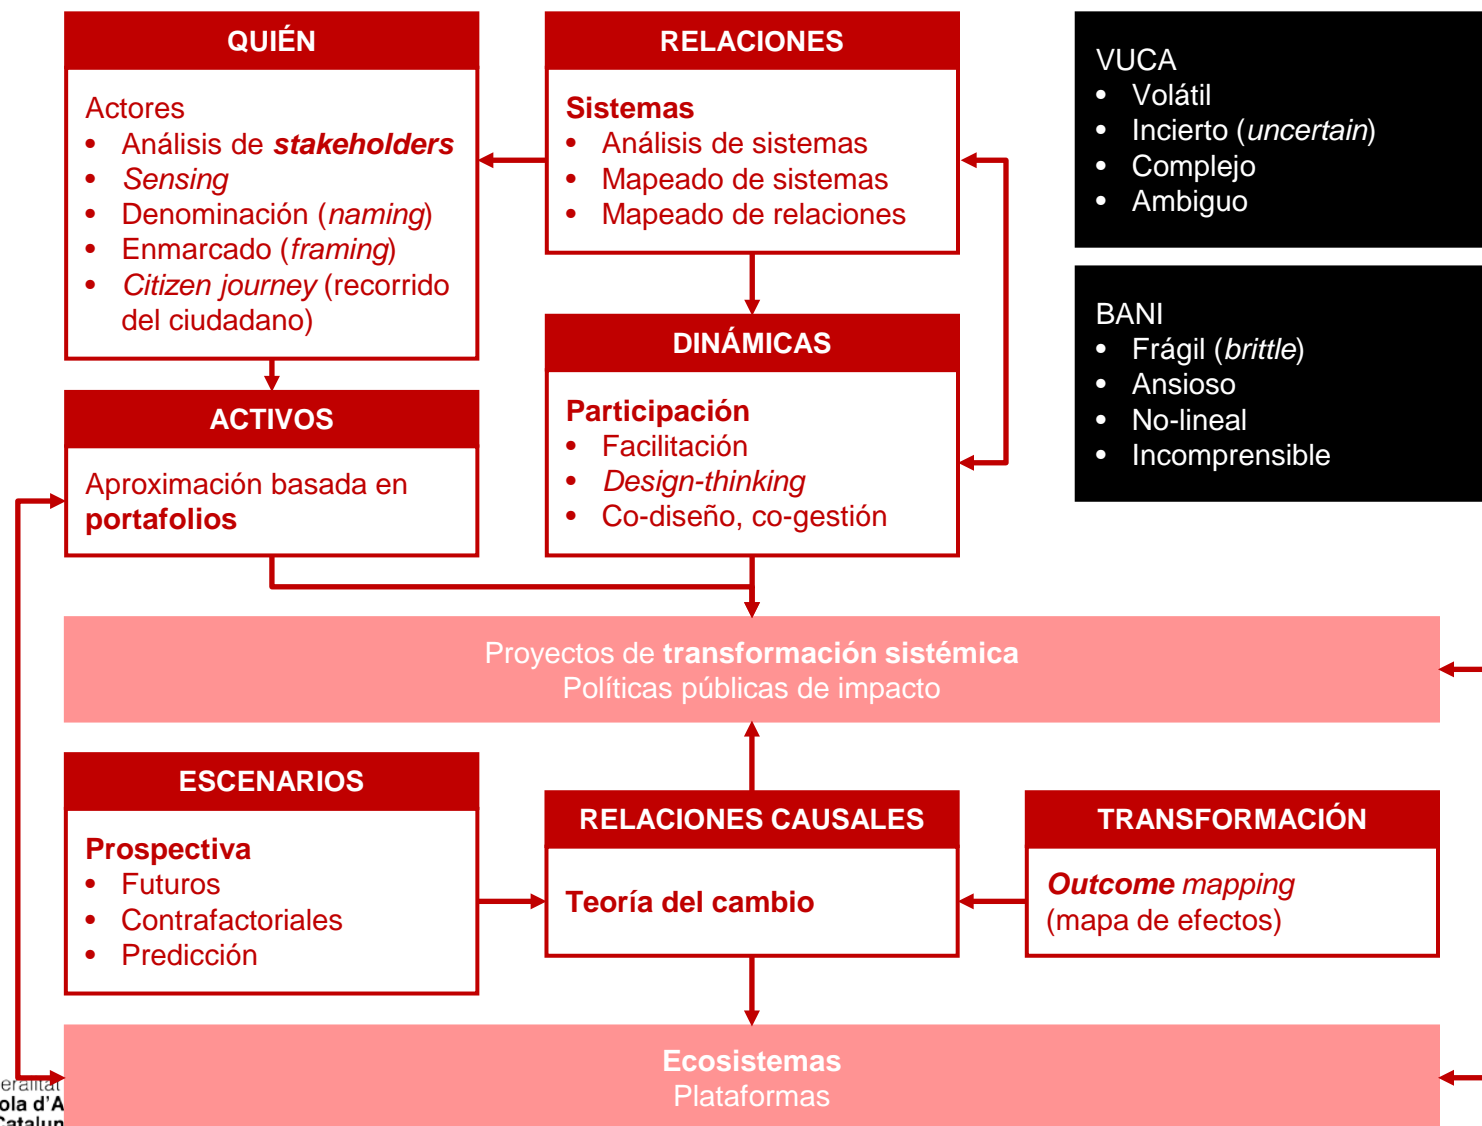 QUIÉN
Actores
• Análisis de stakeholders
• Sensing
• Denominación (naming)
• Enmarcado (framing)
• Citizen journey (recorrido
del ciudadano)
RELACIONES
Sistemas
• Análisis de sistemas
• Mapeado de sistemas
• Mapeado de relaciones
VUCA
• Volátil
• Incierto (uncertain)
• Complejo
• Ambiguo
BANI
• Frágil (brittle)
• Ansioso
• No-lineal
• Incomprensible
DINÁMICAS
Participación
• Facilitación
• Design-thinking
• Co-diseño, co-gestión
ACTIVOS
Aproximación basada en
portafolios
Proyectos de transformación sistémica
Políticas públicas de impacto
ESCENARIOS
Prospectiva
• Futuros
• Contrafactoriales
• Predicción
RELACIONES CAUSALES
Teoría del cambio
TRANSFORMACIÓN
Outcome mapping
(mapa de efectos)
Ecosistemas
Plataformas
ola d'A
Catalun